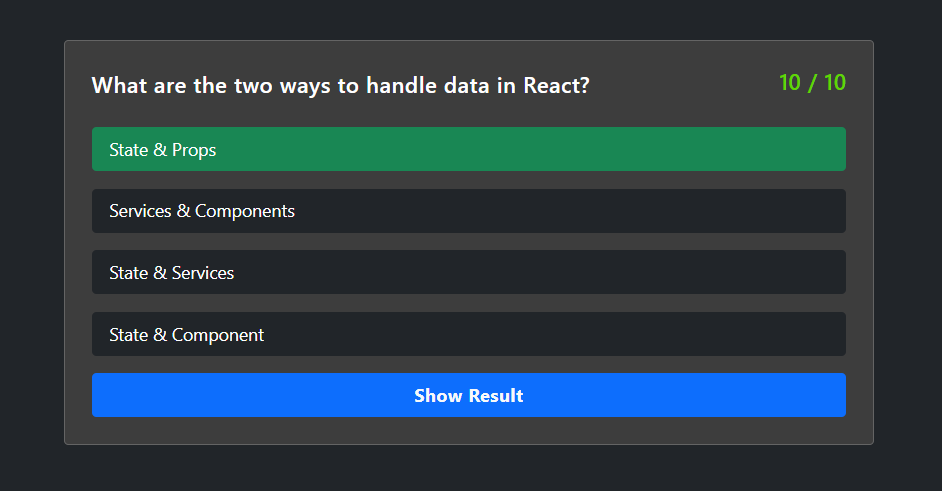 What are the two ways to handle data in React?
10 / 10
State & Props
Services & Components
State & Services
State & Component
Show Result